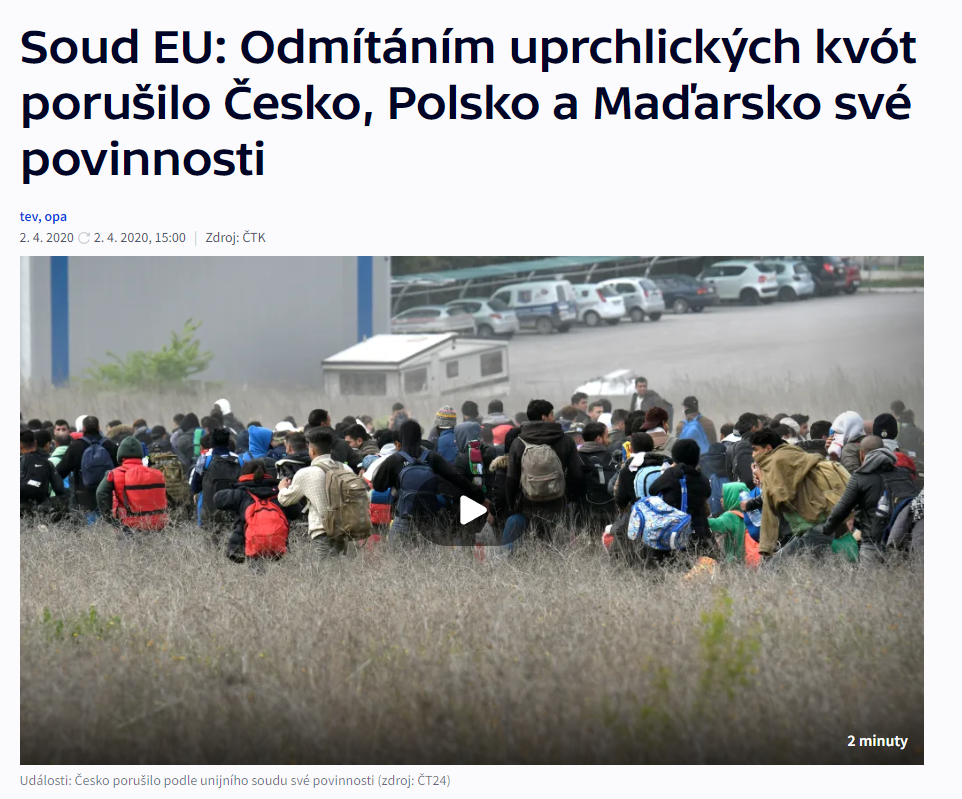 Soud EU: Odmítáním uprchlických kvót
porušilo Česko, Polsko a Maďarsko své
povinnosti
tev, opa
2. 4. 2020 2. 4. 2020, 15:00 | Zdroj: ČTK
2 minuty
Události: Česko porušilo podle unijního soudu své povinnosti (zdroj: ČT24)